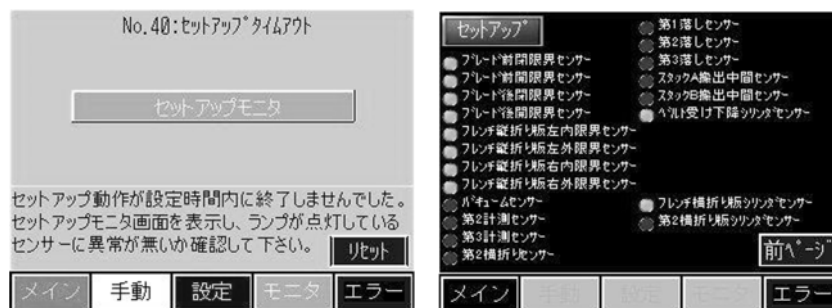 No.40:セットアップタイムアウト
セットアップモニタ
セットアップ動作が設定時間内に終了しませんでした。
セットアップモニタ画面を表示し、ランプが点灯している
センサーに異常が無いか確認して下さい。
リセット
メイン 手動 設定 モニタ エラー
セットアップ
ブレード前閉限界センサー
ブレード前開限界センサー
ブレード後閉限界センサー
ブレード後開限界センサー
フレンチ縦折り板左内限界センサー
フレンチ縦折り板左外限界センサー
フレンチ縦折り板右内限界センサー
フレンチ縦折り板右外限界センサー
バキュームセンサー
第2計測センサー
第3計測センサー
第2横折りセンサー
第1落しセンサー
第2落しセンサー
第3落しセンサー
スタックA搬出中間センサー
スタックB搬出中間センサー
ベルト受け下降シリンダセンサー
フレンチ横折り板シリンダセンサー
第2横折り板シリンダセンサー
前ページ
メイン 手動 設定 モニタ エラー